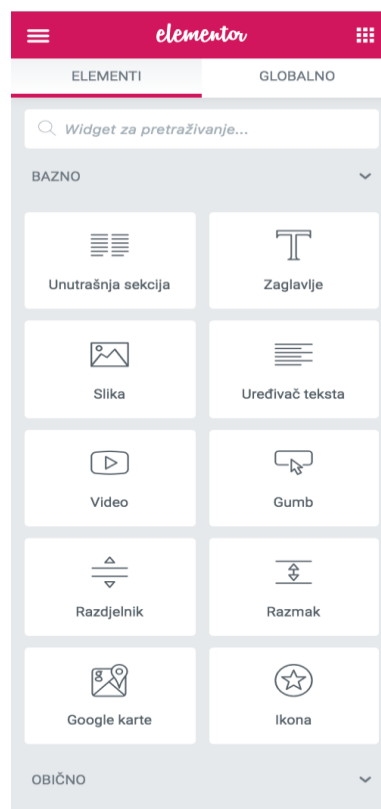 elementor
ELEMENTI GLOBALNO
Widget za pretraživanje...
BAZNO
Unutrašnja sekcija Zaglavlje
Slika Uređivač teksta
Video Gumb
Razdjelnik Razmak
Google karte Ikona
OBIČNO